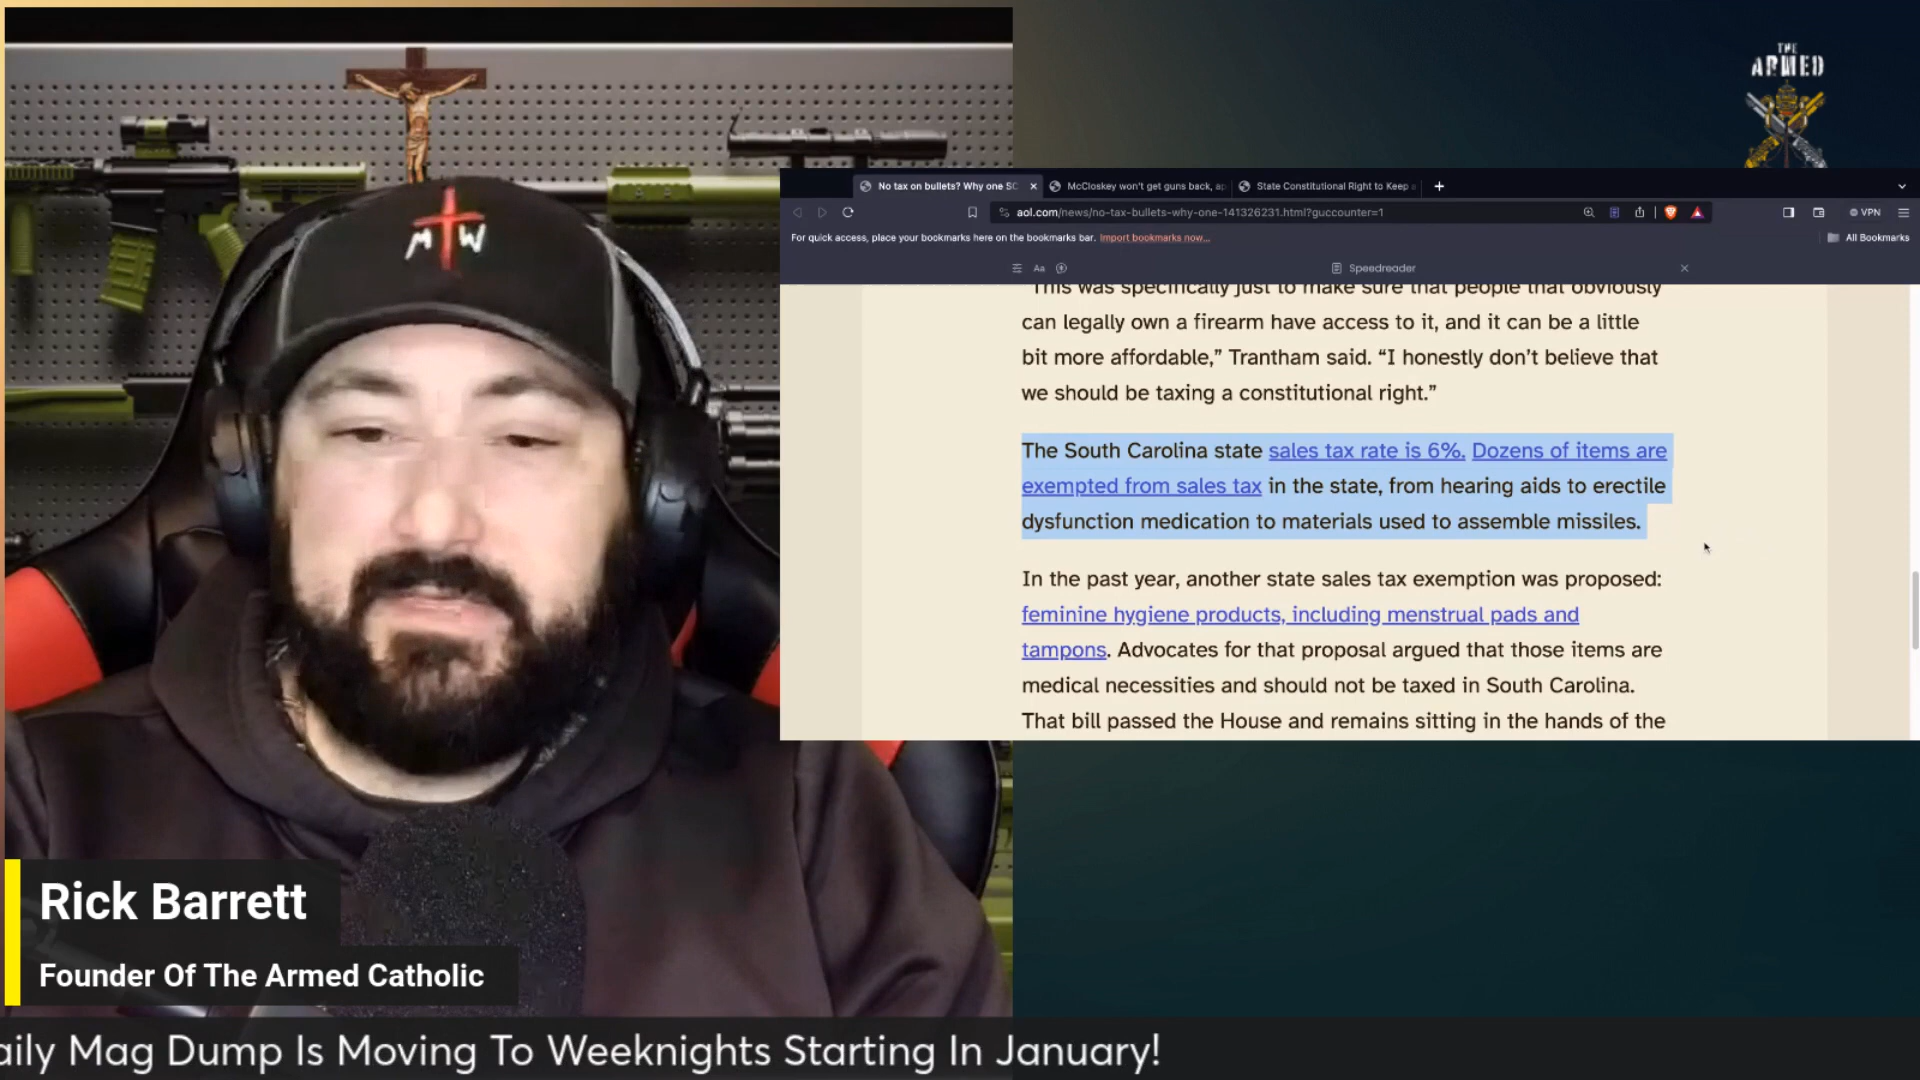 THE
ARMED
MW
No tax on bullets? Why one SC
McCloskey won't get guns back, ap
State Constitutional Right to Keep a
aol.com/news/no-tax-bullets-why-one-141326231.html?guccounter=1
VPN
For quick access, place your bookmarks here on the bookmarks bar. Import bookmarks now...
All Bookmarks
Aa
Speedreader
"This was specifically just to make sure that people that obviously
can legally own a firearm have access to it, and it can be a little
bit more affordable,” Trantham said. “I honestly don’t believe that
we should be taxing a constitutional right.”
The South Carolina state sales tax rate is 6%. Dozens of items are
exempted from sales tax in the state, from hearing aids to erectile
dysfunction medication to materials used to assemble missiles.
In the past year, another state sales tax exemption was proposed:
feminine hygiene products, including menstrual pads and
tampons. Advocates for that proposal argued that those items are
medical necessities and should not be taxed in South Carolina.
That bill passed the House and remains sitting in the hands of the
Rick Barrett
Founder Of The Armed Catholic
aily Mag Dump Is Moving To Weeknights Starting In January!